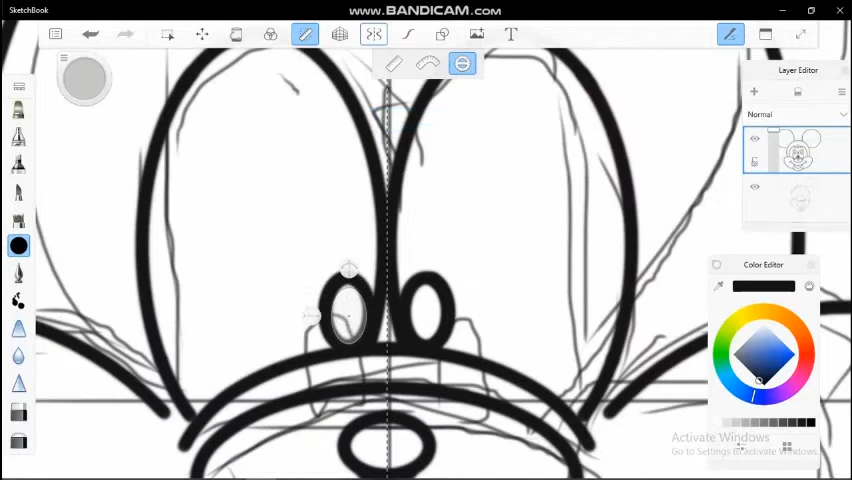 SketchBook
www.BANDICAM.com
T
Layer Editor
Normal
Color Editor
Activate Windows
Go to Settings to activate Windows.